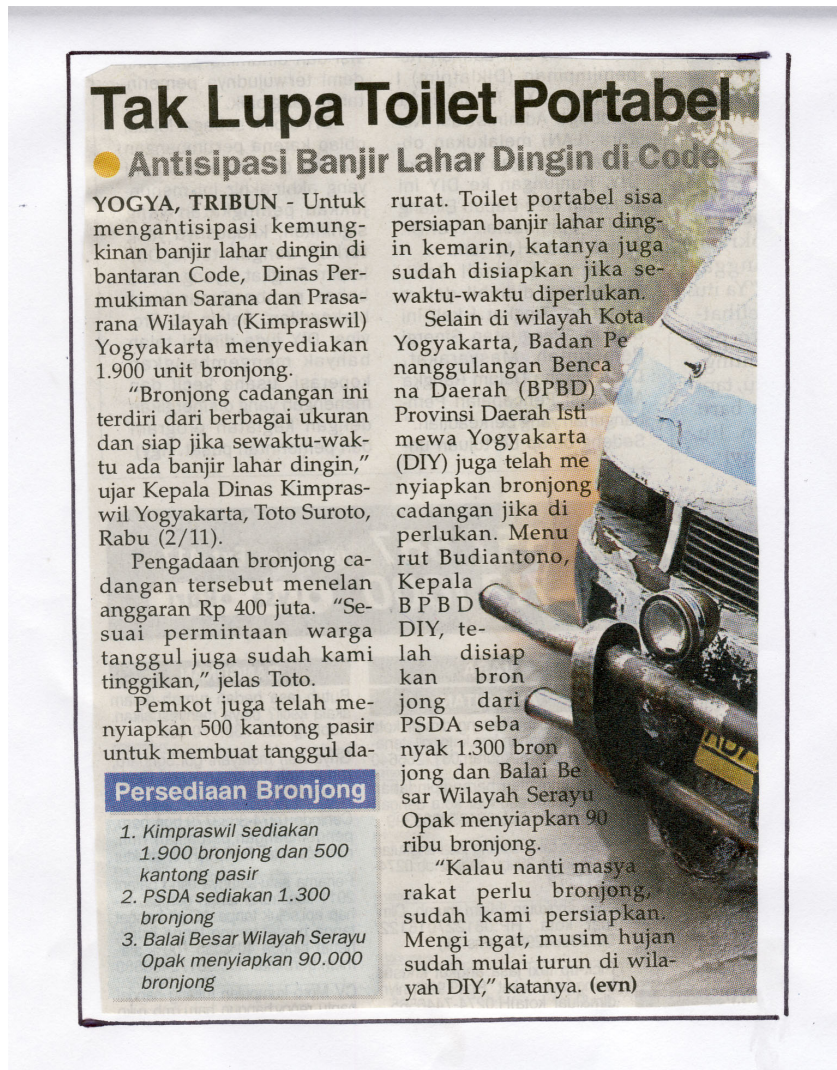 Tak Lupa Toilet Portabel
Antisipasi Banjir Lahar Dingin di Code
YOGYA, TRIBUN - Untuk
mengantisipasi kemung-
kinan banjir lahar dingin di
bantaran Code, Dinas Per-
mukiman Sarana dan Prasa-
rana Wilayah (Kimpraswil)
Yogyakarta menyediakan
1.900 unit bronjong.
“Bronjong cadangan ini
terdiri dari berbagai ukuran
dan siap jika sewaktu-wak-
tu ada banjir lahar dingin,”
ujar Kepala Dinas Kimpras-
wil Yogyakarta, Toto Suroto,
Rabu (2/11).
Pengadaan bronjong ca-
dangan tersebut menelan
anggaran Rp 400 juta. “Se-
suai permintaan warga
tanggul juga sudah kami
tinggikan,” jelas Toto.
Pemkot juga telah me-
nyiapkan 500 kantong pasir
untuk membuat tanggul da-
rurat. Toilet portabel sisa
persiapan banjir lahar ding-
in kemarin, katanya juga
sudah disiapkan jika se-
waktu-waktu diperlukan.
Selain di wilayah Kota
Yogyakarta, Badan Pe
nanggulangan Benca
na Daerah (BPBD)
Provinsi Daerah Isti
mewa Yogyakarta
(DIY) juga telah me
nyiapkan bronjong
cadangan jika di
perlukan. Menu
rut Budiantono,
Kepala
BPBD
DIY, te-
lah disiap
kan bron
jong dari
PSDA seba
nyak 1.300 bron
jong dan Balai Be
sar Wilayah Serayu
Opak menyiapkan 90
ribu bronjong.
“Kalau nanti masya
rakat perlu bronjong,
sudah kami persiapkan.
Mengi ngat, musim hujan
sudah mulai turun di wila-
yah DIY,” katanya. (evn)
Persediaan Bronjong
1. Kimpraswil sediakan
1.900 bronjong dan 500
kantong pasir
2. PSDA sediakan 1.300
bronjong
3. Balai Besar Wilayah Serayu
Opak menyiapkan 90.000
bronjong